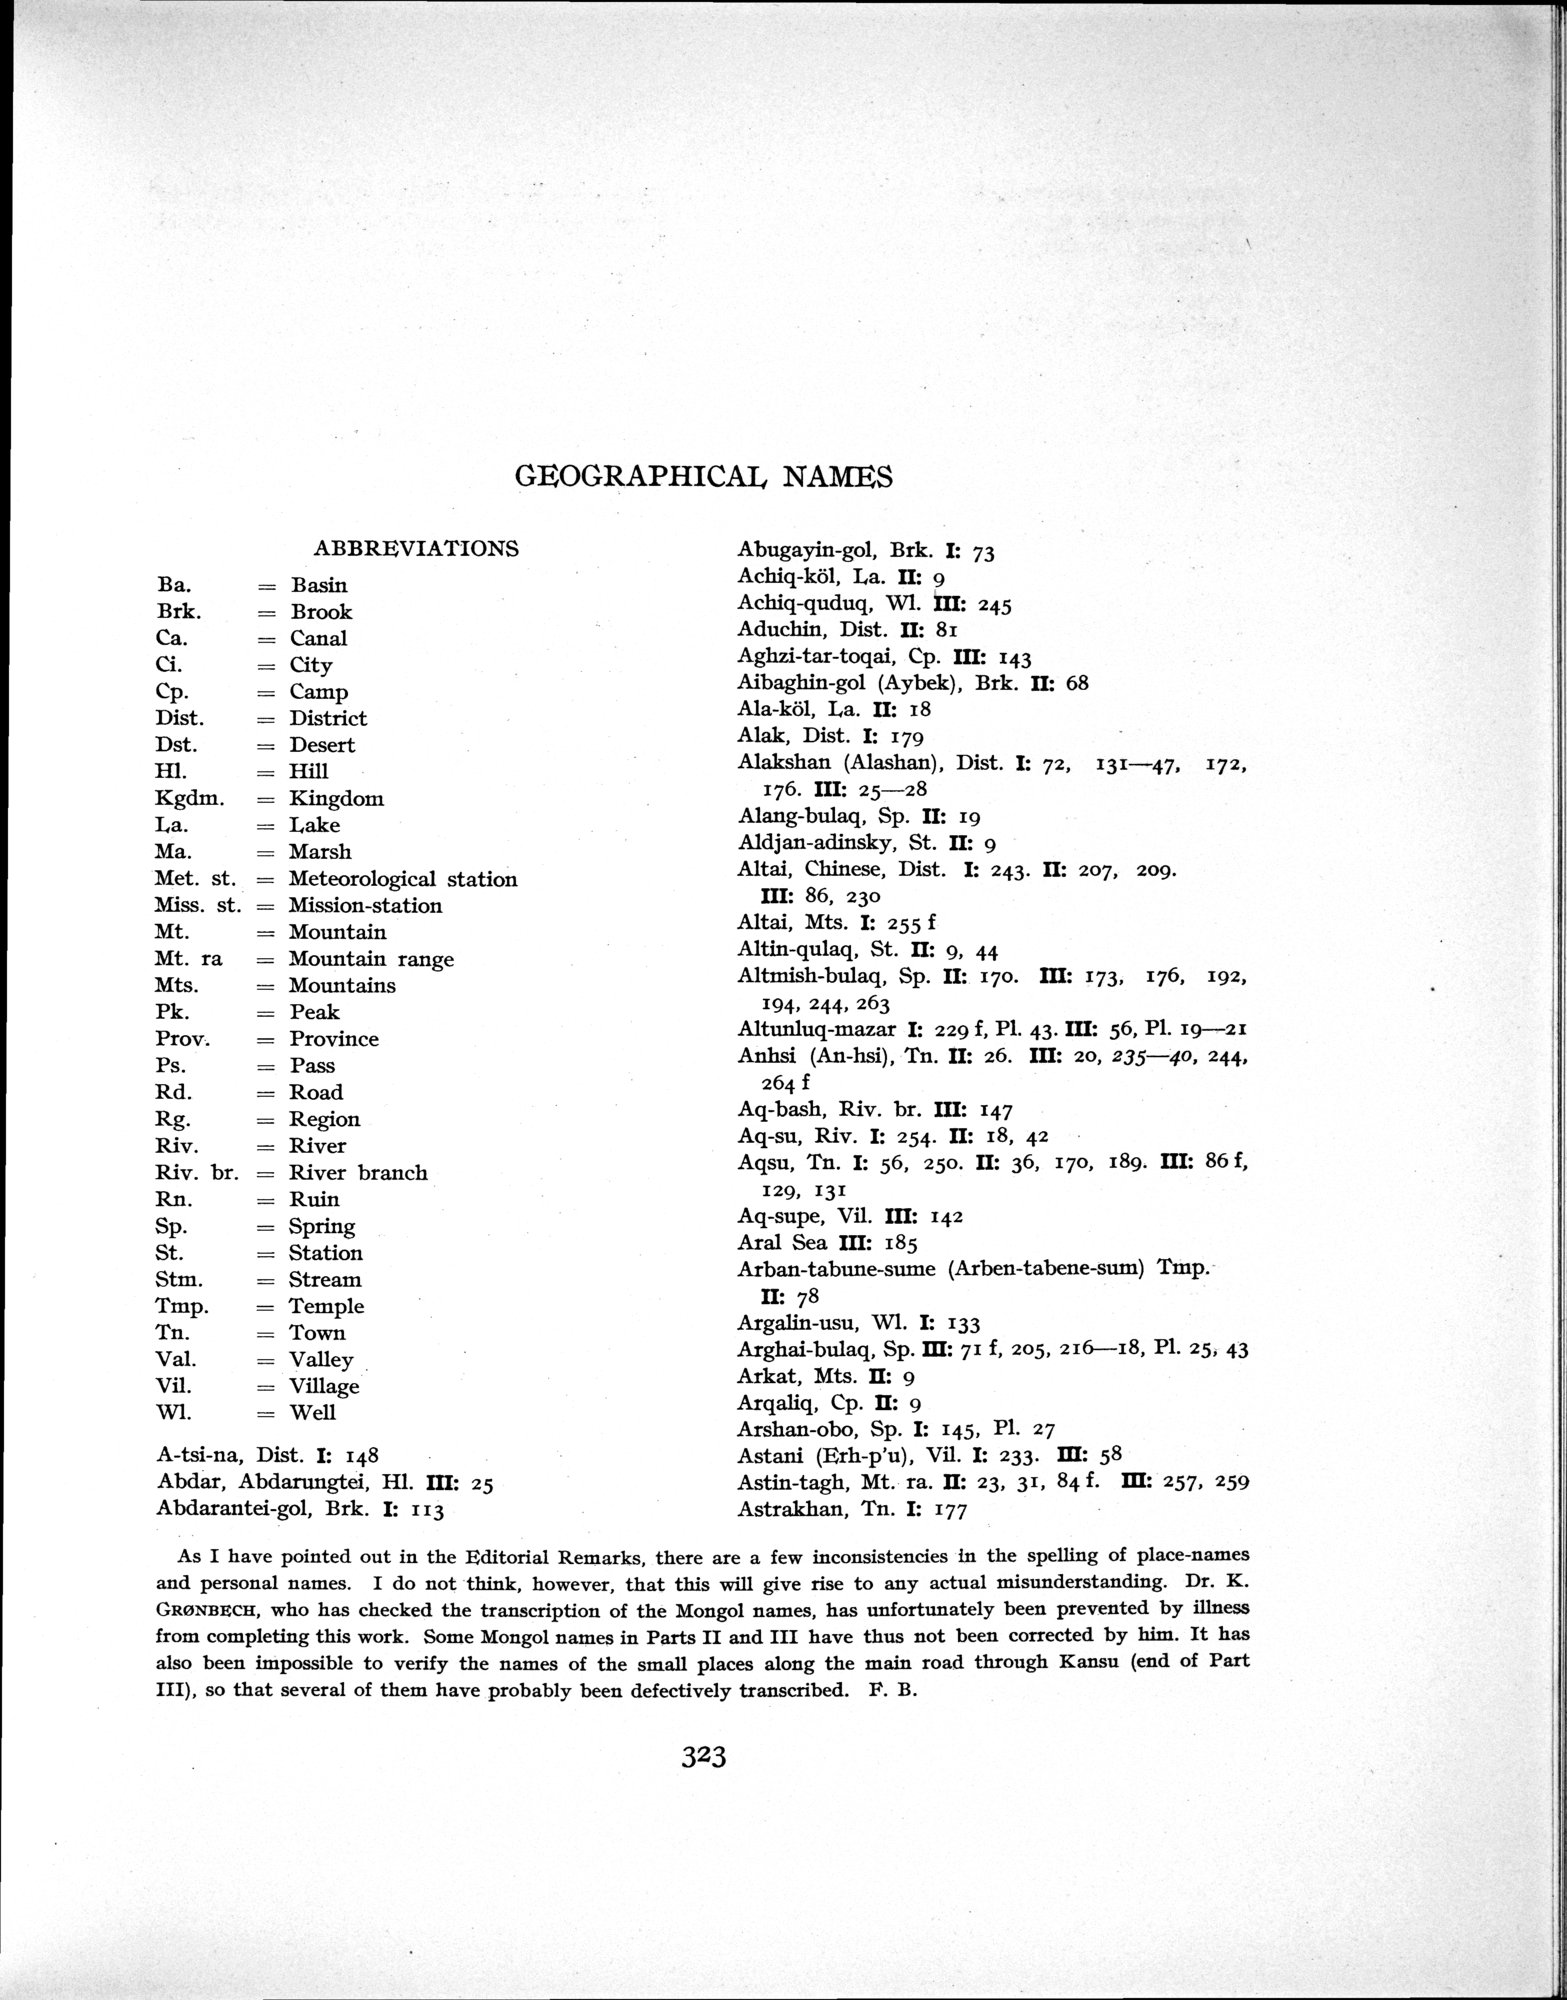 GEOGRAPHICAL NAMES
ABBREVIATIONS
Ba. = Basin
Brk. = Brook
Ca. = Canal
Ci. = City
Cp. = Camp
Dist. = District
Dst. = Desert
Hl. = Hill
Kgdm. = Kingdom
La. = Lake
Ma. = Marsh
Met. st. = Meteorological station
Miss. st. = Mission-station
Mt. = Mountain
Mt. ra = Mountain range
Mts. = Mountains
Pk. = Peak
Prov. = Province
Ps. = Pass
Rd. = Road
Rg. = Region
Riv. = River
Riv. br. = River branch
Rn. = Ruin
Sp. = Spring
St. = Station
Stm. = Stream
Tmp. = Temple
Tn. = Town
Val. = Valley
Vil. = Village
Wl. = Well
A-tsi-na, Dist. I: 148
Abdar, Abdarungtei, Hl. III: 25
Abdarantei-gol, Brk. I: 113
Abugayin-gol, Brk. I: 73
Achiq-köl, La. II: 9
Achiq-quduq, Wl. III: 245
Aduchin, Dist. II: 81
Aghzi-tar-toqai, Cp. III: 143
Aibaghin-gol (Aybek), Brk. II: 68
Ala-köl, La. II: 18
Alak, Dist. I: 179
Alakshan (Alashan), Dist. I: 72, 131—47, 172,
176. III: 25—28
Alang-bulaq, Sp. II: 19
Aldjan-adinsky, St. II: 9
Altai, Chinese, Dist. I: 243. II: 207, 209.
III: 86, 230
Altai, Mts. I: 255 f
Altin-qulaq, St. II: 9, 44
Altmish-bulaq, Sp. II: 170. III: 173, 176, 192,
194, 244, 263
Altunluq-mazar I: 229 f, Pl. 43. III: 56, Pl. 19—21
Anhsi (An-hsi), Tn. II: 26. III: 20, 235—40, 244,
264 f
Aq-bash, Riv. br. III: 147
Aq-su, Riv. I: 254. II: 18, 42
Aqsu, Tn. I: 56, 250. II: 36, 170, 189. III: 86 f,
129, 131
Aq-supe, Vil. III: 142
Aral Sea III: 185
Arban-tabune-sume (Arben-tabene-sum) Tmp.
II: 78
Argalin-usu, Wl. I: 133
Arghai-bulaq, Sp. III: 71 f, 205, 216—18, Pl. 25, 43
Arkat, Mts. II: 9
Arqaliq, Cp. II: 9
Arshan-obo, Sp. I: 145, Pl. 27
Astani (Erh-p'u), Vil. I: 233. III: 58
Astin-tagh, Mt. ra. II: 23, 31, 84 f. III: 257, 259
Astrakhan, Tn. I: 177
As I have pointed out in the Editorial Remarks, there are a few inconsistencies in the spelling of place-names
and personal names. I do not think, however, that this will give rise to any actual misunderstanding. Dr. K.
GRØNBECH, who has checked the transcription of the Mongol names, has unfortunately been prevented by illness
from completing this work. Some Mongol names in Parts II and III have thus not been corrected by him. It has
also been impossible to verify the names of the small places along the main road through Kansu (end of Part
III), so that several of them have probably been defectively transcribed. F. B.
323